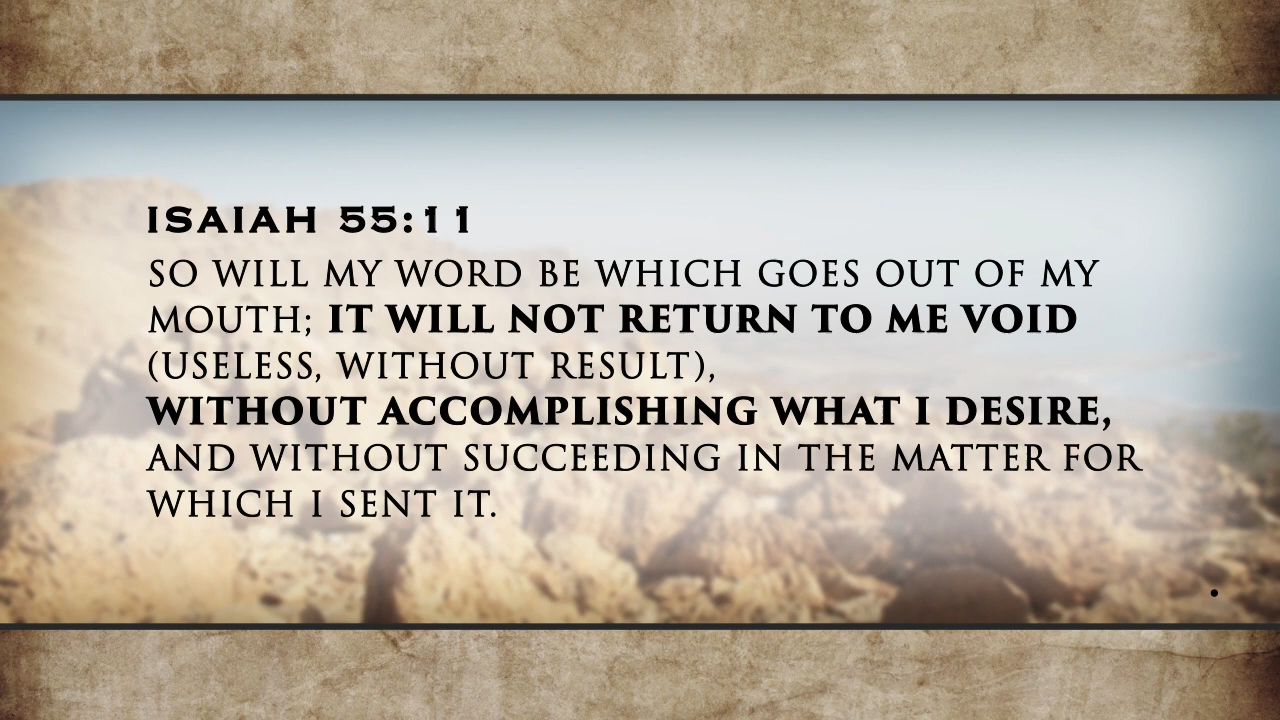 ISAIAH 55:11
SO WILL MY WORD BE WHICH GOES OUT OF MY
MOUTH; IT WILL NOT RETURN TO ME VOID
(USELESS, WITHOUT RESULT),
WITHOUT ACCOMPLISHING WHAT I DESIRE,
AND WITHOUT SUCCEEDING IN THE MATTER FOR
WHICH I SENT IT.